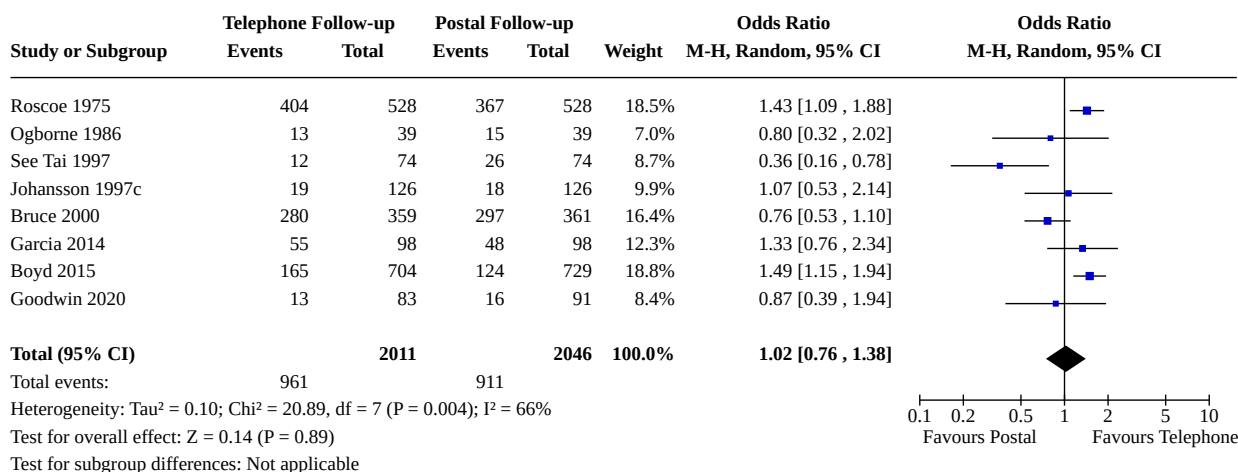 Telephone Follow-up Postal Follow-up Odds Ratio Odds Ratio
Study or Subgroup Events Total Events Total Weight M-H, Random, 95% CI M-H, Random, 95% CI
Roscoe 1975 404 528 367 528 18.5% 1.43 [1.09 , 1.88]
Ogborne 1986 13 39 15 39 7.0% 0.80 [0.32 , 2.02]
See Tai 1997 12 74 26 74 8.7% 0.36 [0.16 , 0.78]
Johansson 1997c 19 126 18 126 9.9% 1.07 [0.53 , 2.14]
Bruce 2000 280 359 297 361 16.4% 0.76 [0.53 , 1.10]
Garcia 2014 55 98 48 98 12.3% 1.33 [0.76 , 2.34]
Boyd 2015 165 704 124 729 18.8% 1.49 [1.15 , 1.94]
Goodwin 2020 13 83 16 91 8.4% 0.87 [0.39 , 1.94]
Total (95% CI) 2011 2046 100.0% 1.02 [0.76 , 1.38]
Total events: 961 911
Heterogeneity: Tau² = 0.10; Chi² = 20.89, df = 7 (P = 0.004); I² = 66%
0.1 0.2 0.5 1 2 5 10
Test for overall effect: Z = 0.14 (P = 0.89) Favours Postal Favours Telephone
Test for subgroup differences: Not applicable